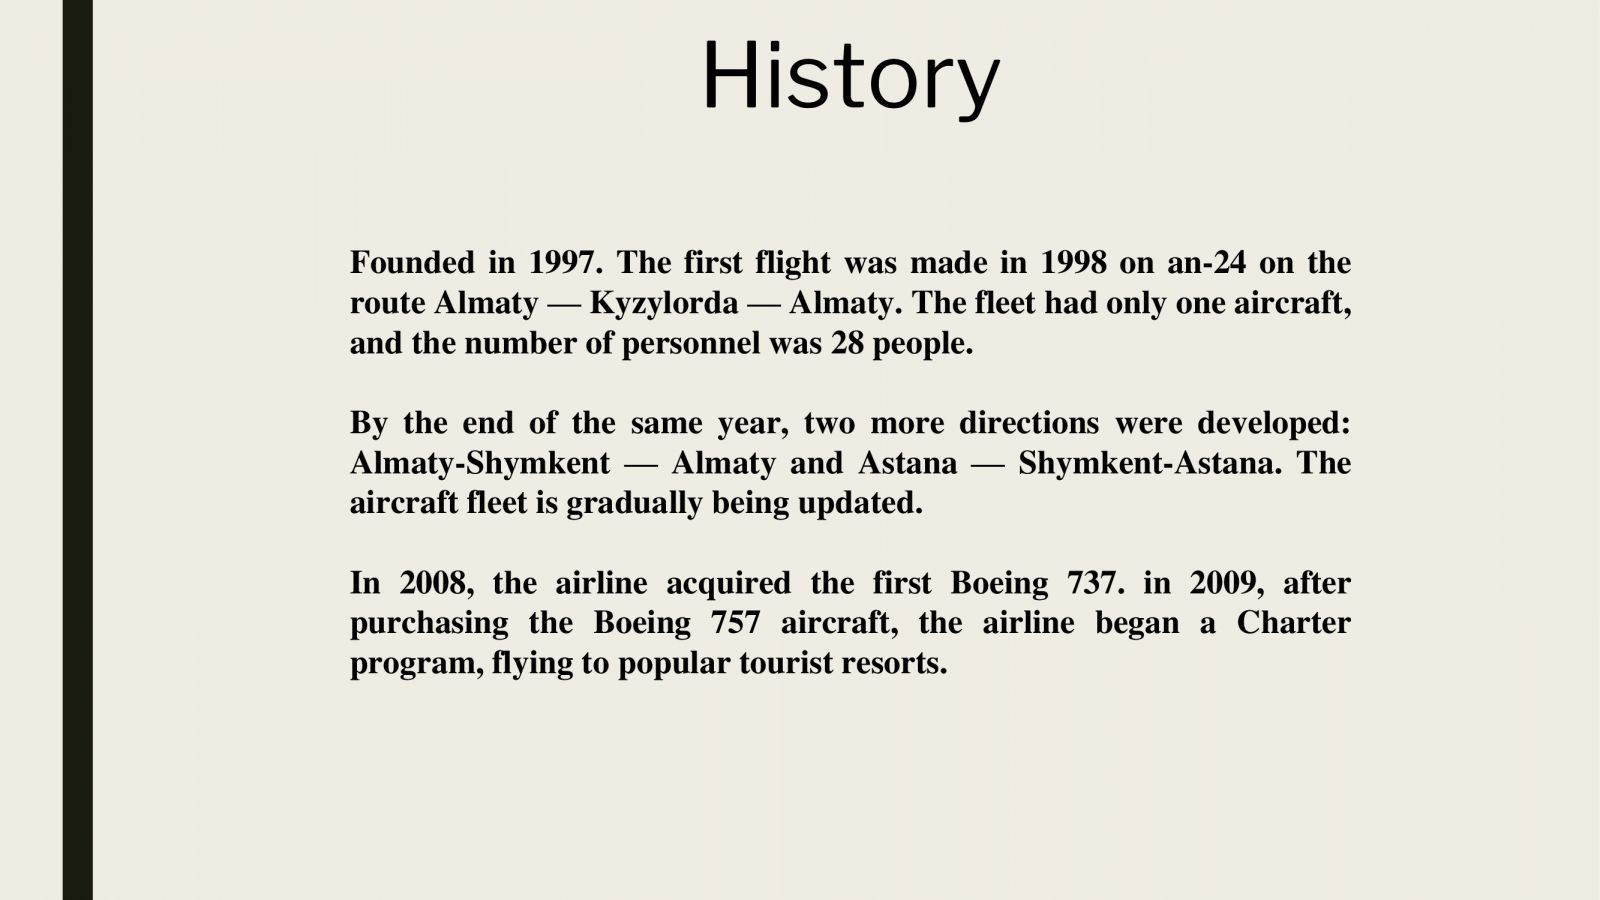 History
Founded in 1997. The first flight was made in 1998 on an-24 on the
route Almaty — Kyzylorda — Almaty. The fleet had only one aircraft,
and the number of personnel was 28 people.
By the end of the same year, two more directions were developed:
Almaty-Shymkent — Almaty and Astana — Shymkent-Astana. The
aircraft fleet is gradually being updated.
In 2008, the airline acquired the first Boeing 737. in 2009, after
purchasing the Boeing 757 aircraft, the airline began a Charter
program, flying to popular tourist resorts.